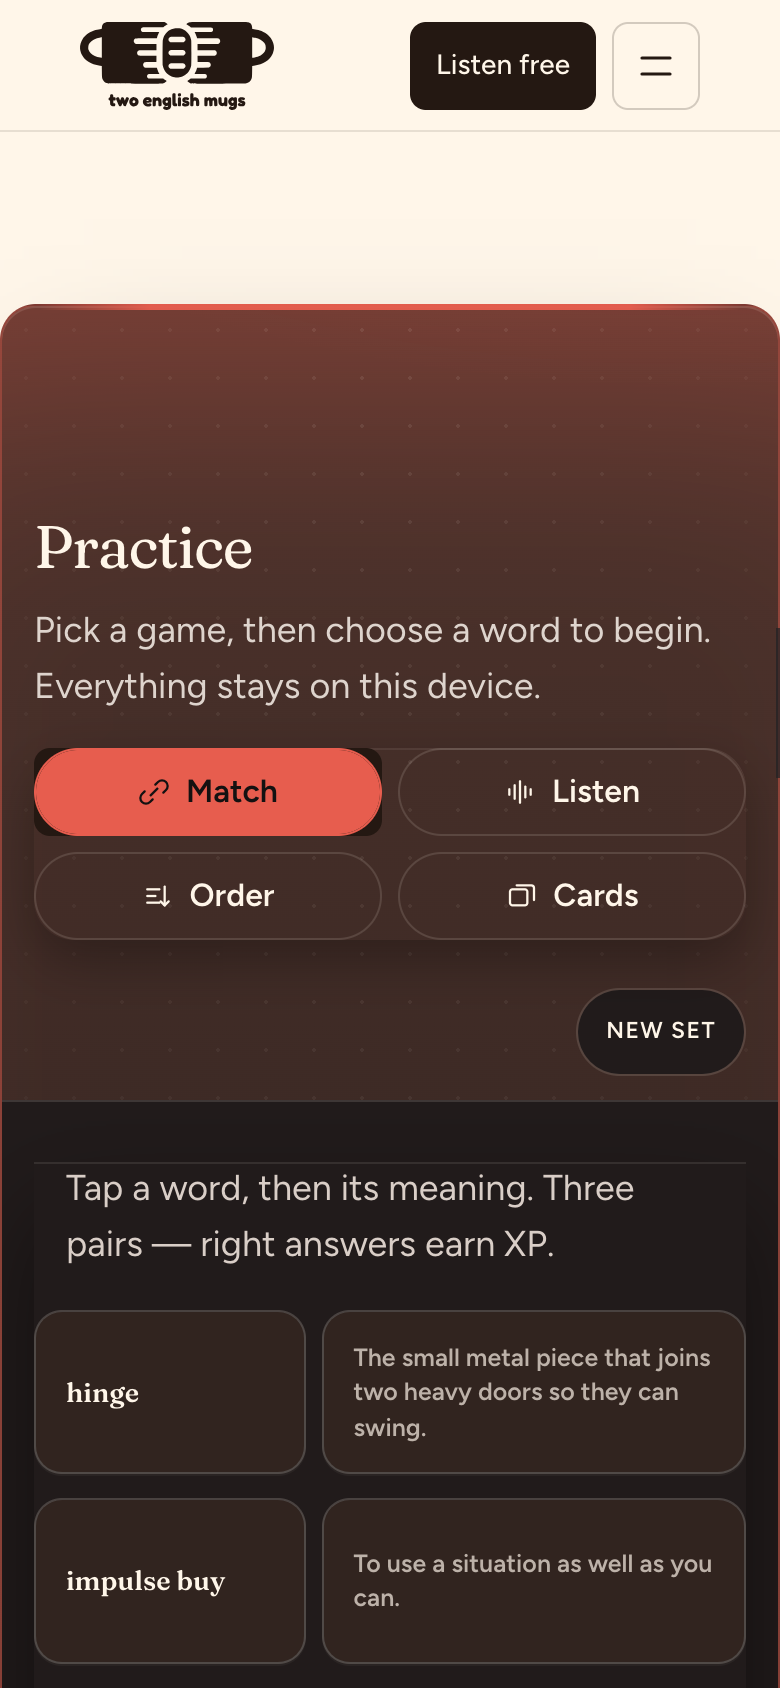 two english mugs
Listen free
Practice
Pick a game, then choose a word to begin.
Everything stays on this device.
Match
Listen
Order
Cards
NEW SET
Tap a word, then its meaning. Three
pairs — right answers earn XP.
hinge
The small metal piece that joins
two heavy doors so they can
swing.
impulse buy
To use a situation as well as you
can.